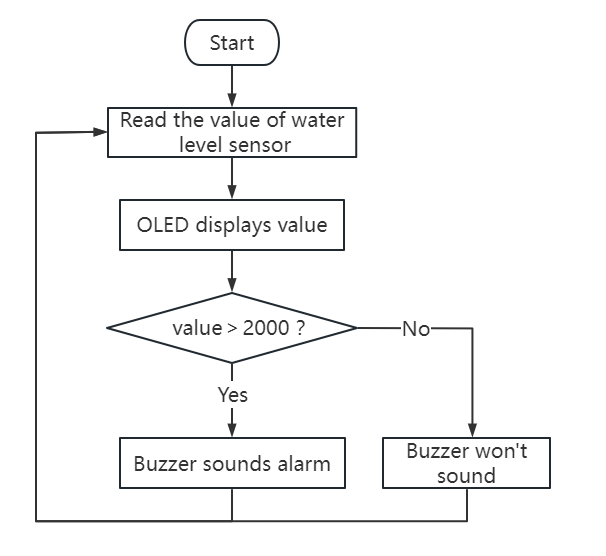 Start
Read the value of water
level sensor
OLED displays value
value > 2000 ?
No
Yes
Buzzer sounds alarm
Buzzer won't
sound